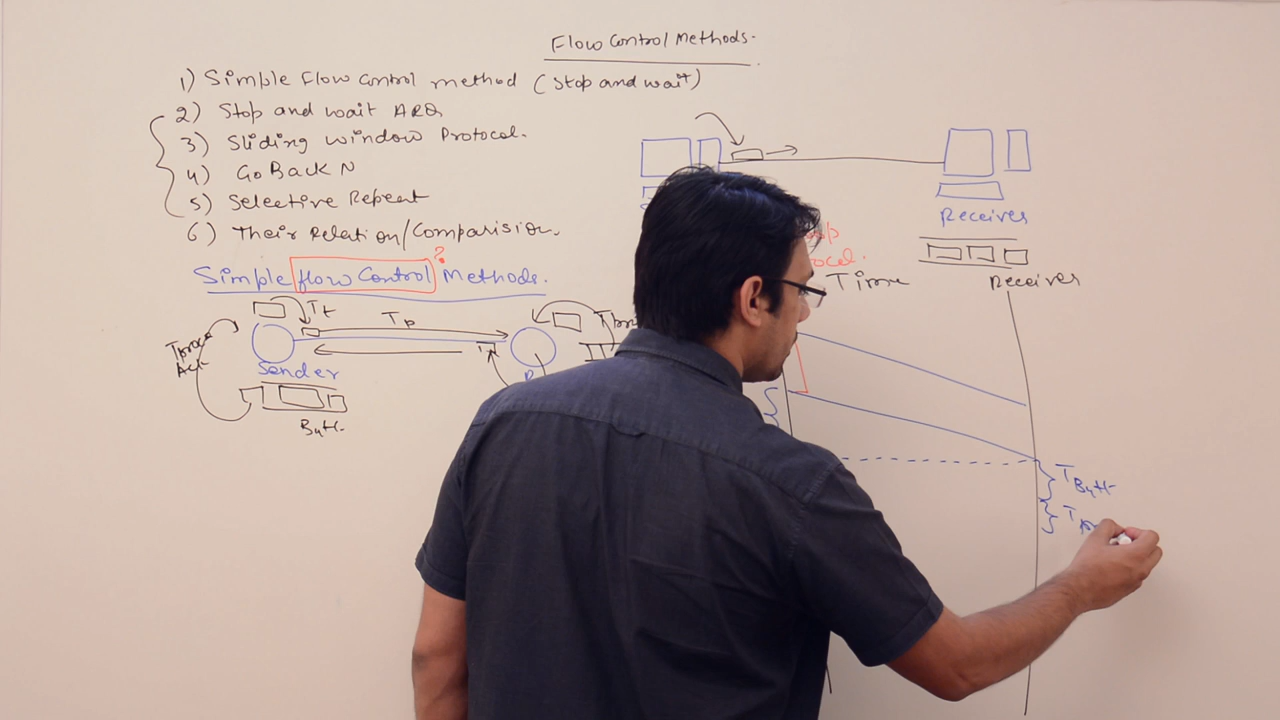 Flow Control Methods.
1) Simple Flow Control method (Stop and wait)
2) Stop and wait ARQ
3) Sliding window Protocol.
4) Go Back N
5) Selective Repeat
6) Their Relation/Comparision.
Simple flow Control ? Methods.
Tt
Tp
Sender
Ack
Buff.
Receiver
Time
Receiver
T Buff
T